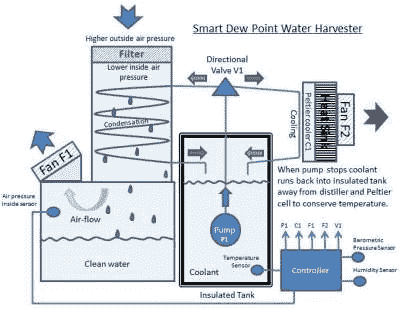 Smart Dew Point Water Harvester
Higher outside air pressure
Filter
Lower inside air
pressure
Condensation
Directional
Valve V1
Cooling
Peltier cooler C1
Heat Sink
Fan F2
Fan F1
Air pressure
inside sensor
Air-flow
Clean water
When pump stops coolant
runs back into insulated tank
away from distiller and Peltier
cell to conserve temperature.
Pump
P1
Temperature
Sensor
Coolant
Insulated Tank
P1 C1 F1 F2 V1
Controller
Barometric
Pressure Sensor
Humidity Sensor